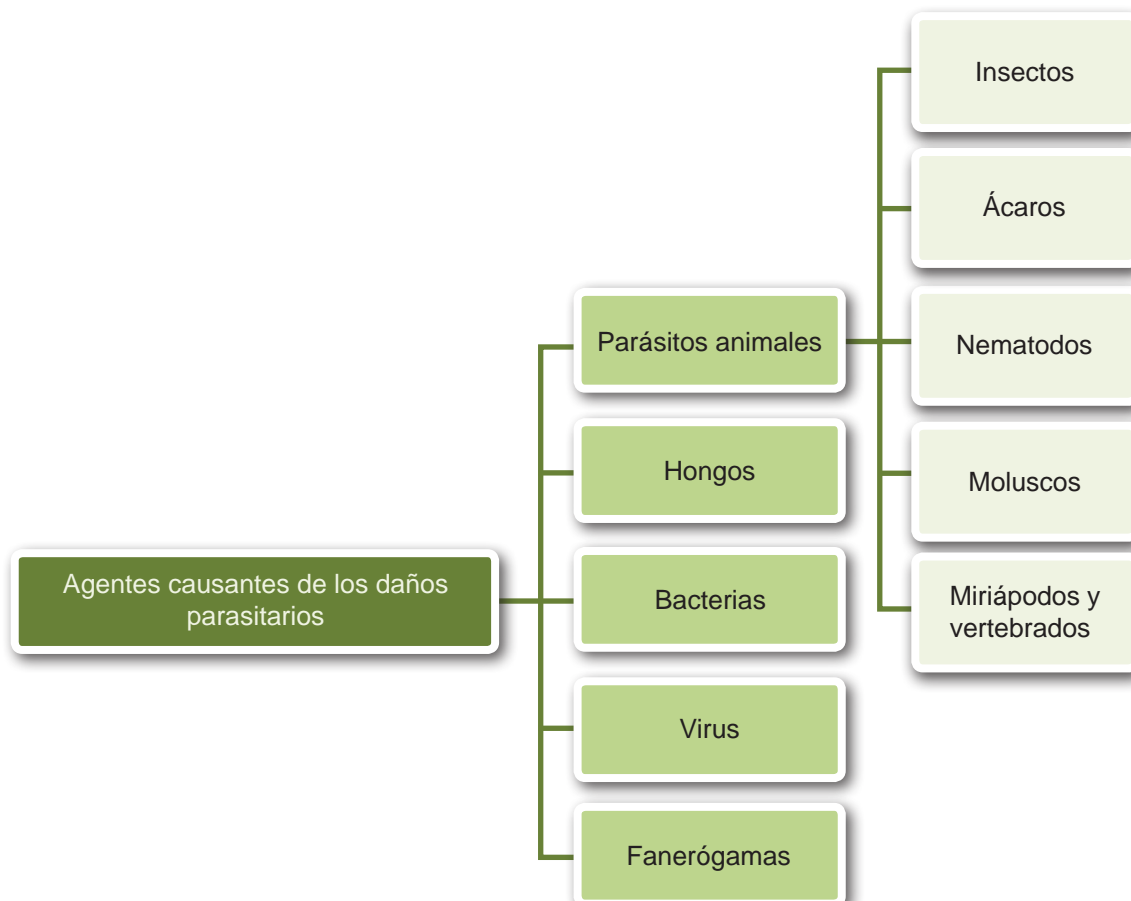 Agentes causantes de los daños
parasitarios
Parásitos animales
Hongos
Bacterias
Virus
Fanerógamas
Insectos
Ácaros
Nematodos
Moluscos
Miriápodos y
vertebrados